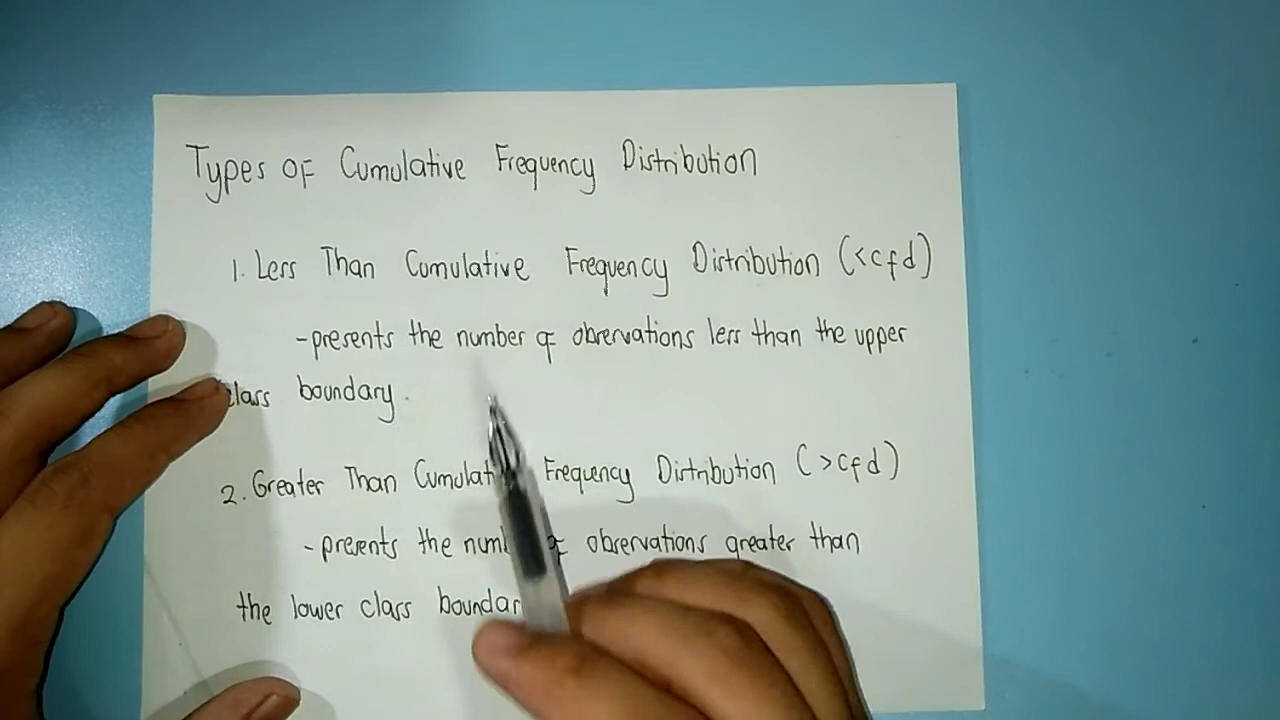 Types of Cumulative Frequency Distribution
1. Less Than Cumulative Frequency Distribution (<cfd)
-presents the number of observations less than the upper
class boundary.
2. Greater Than Cumulati Frequency Distribution (>cfd)
-presents the num of observations greater than
the lower class boundar